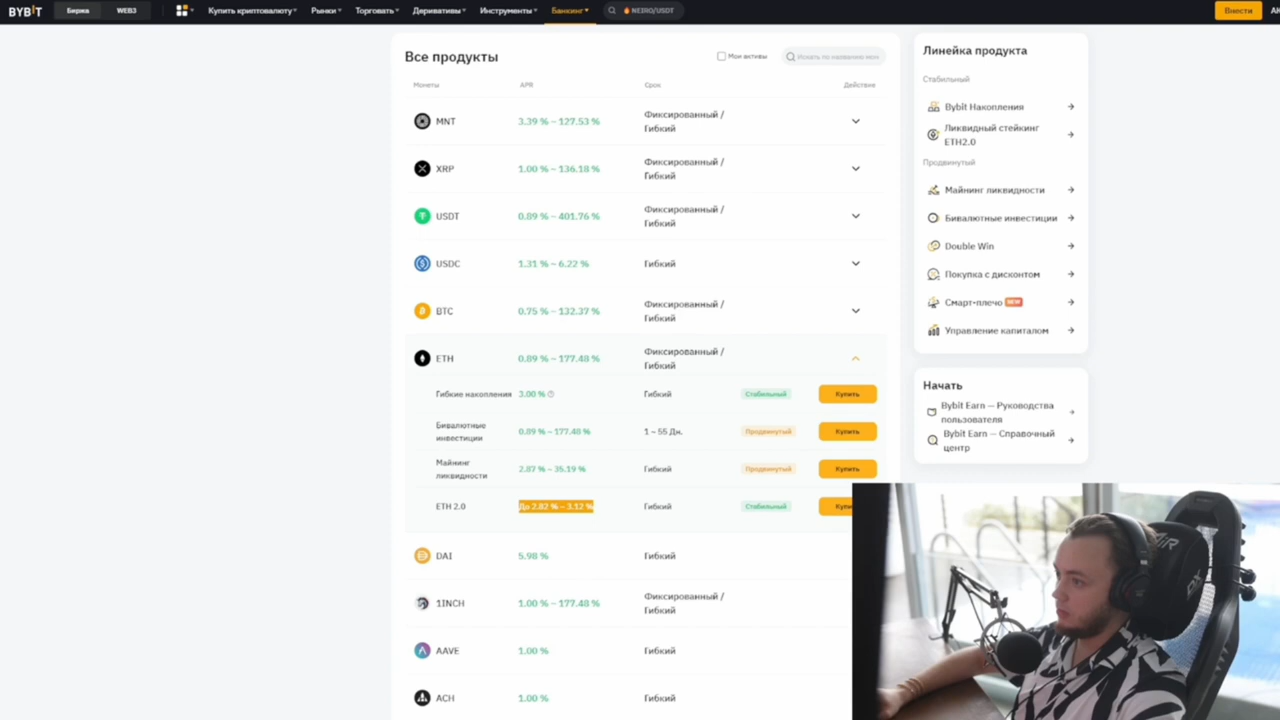 BYBIT Биржа WEB3 Купить криптовалюту Рынки Торговать Деривативы Инструменты Банкинг NEIRO/USDT Внести
Все продукты
Мои активы
Искать по названию мон
Монеты APR Срок Действие
MNT 3.39 % ~ 127.53 % Фиксированный /
Гибкий
XRP 1.00 % ~ 136.18 % Фиксированный /
Гибкий
USDT 0.89 % ~ 401.76 % Фиксированный /
Гибкий
USDC 1.31 % ~ 6.22 % Гибкий
BTC 0.75 % ~ 132.37 % Фиксированный /
Гибкий
ETH 0.89 % ~ 177.48 % Фиксированный /
Гибкий
Гибкие накопления 3.00 % Гибкий Стабильный Купить
Бивалютные
инвестиции 0.89 % ~ 177.48 % 1 ~ 55 Дн. Продвинутый Купить
Майнинг
ликвидности 2.87 % ~ 35.19 % Гибкий Продвинутый Купить
ETH 2.0 До 2.82 % ~ 3.12 % Гибкий Стабильный
DAI 5.98 % Гибкий
1INCH 1.00 % ~ 177.48 % Фиксированный /
Гибкий
AAVE 1.00 % Гибкий
ACH 1.00 % Гибкий
Линейка продукта
Стабильный
Bybit Накопления
Ликвидный стейкинг
ETH2.0
Продвинутый
Майнинг ликвидности
Бивалютные инвестиции
Double Win
Покупка с дисконтом
Смарт-плечо NEW
Управление капиталом
Начать
Bybit Earn — Руководства
пользователя
Bybit Earn — Справочный
центр